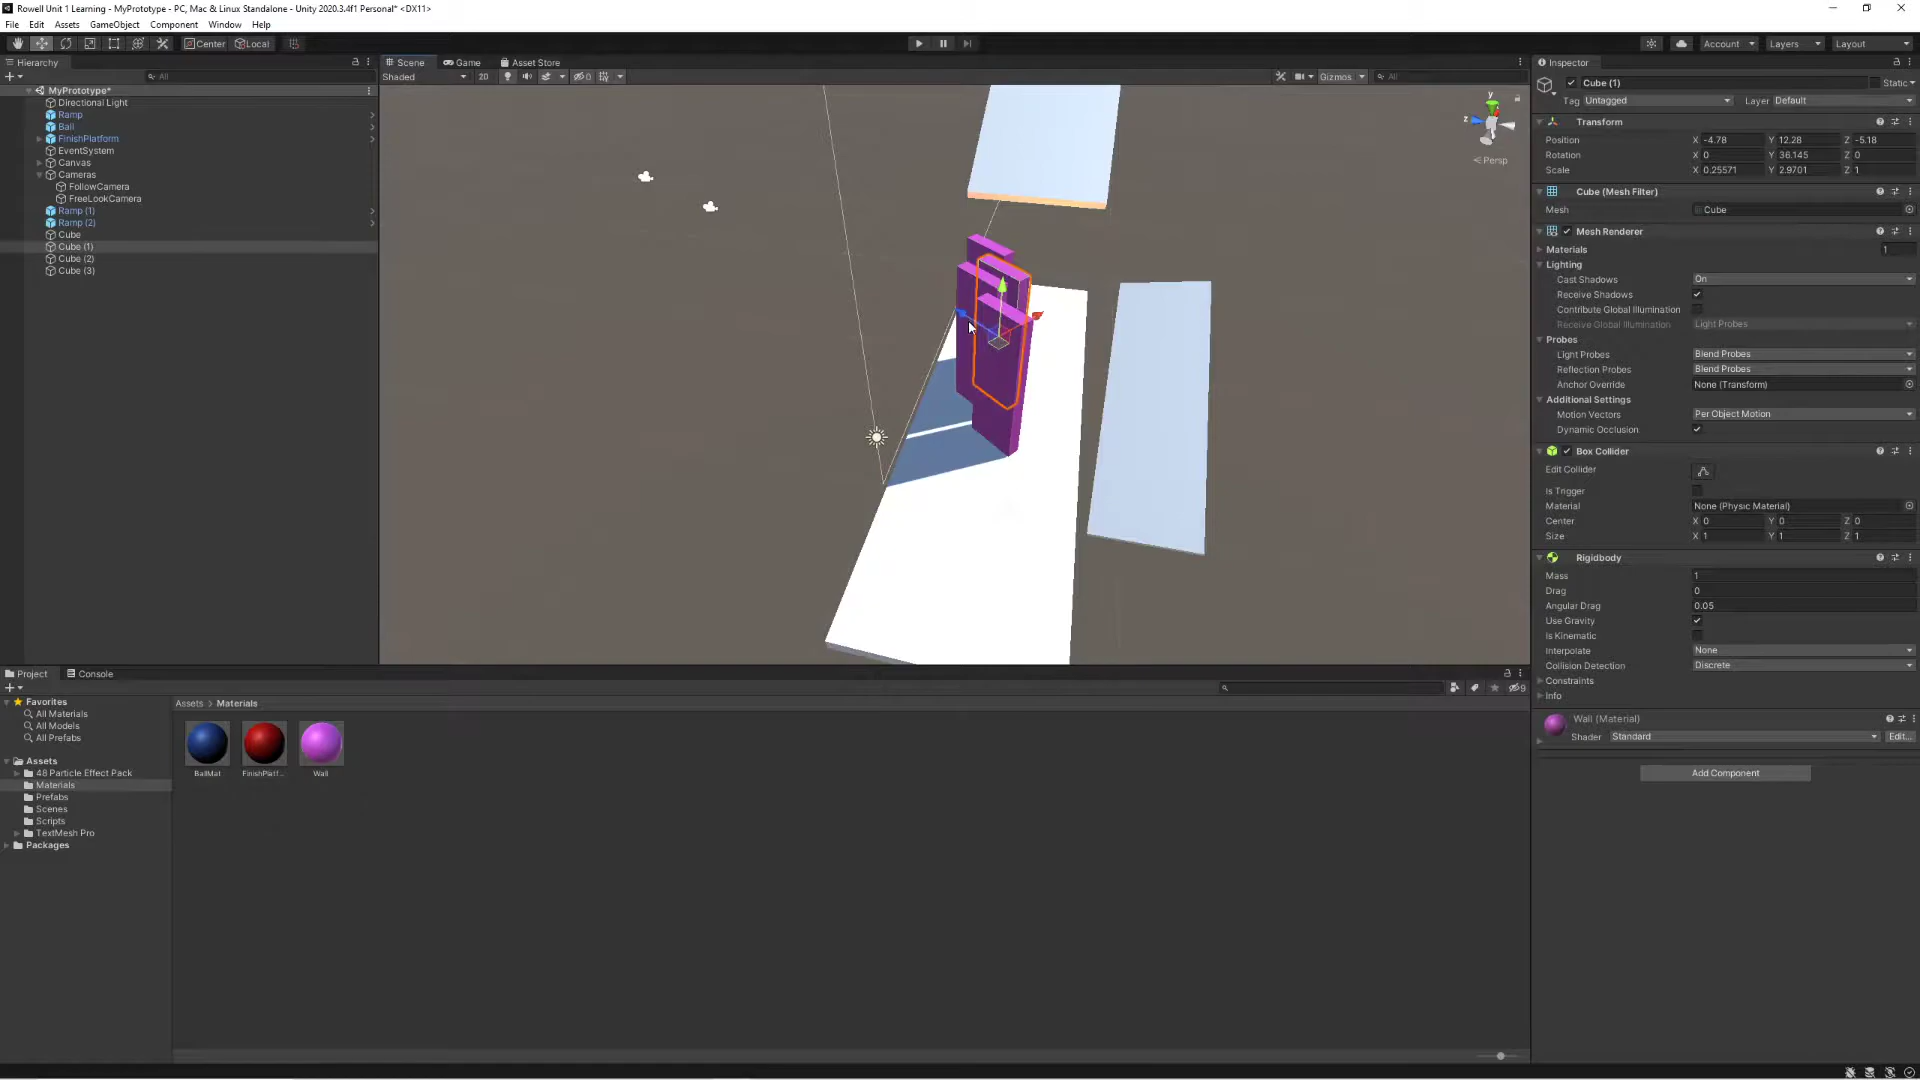 Rowell Unit 1 Learning - MyPrototype - PC, Mac & Linux Standalone - Unity 2020.3.4f1 Personal* <DX11>
File Edit Assets GameObject Component Window Help
Center Local Account Layers Layout
Hierarchy
All
MyPrototype*
Directional Light
Ramp
Ball
FinishPlatform
EventSystem
Canvas
Cameras
FollowCamera
FreeLookCamera
Ramp (1)
Ramp (2)
Cube
Cube (1)
Cube (2)
Cube (3)
Scene Game Asset Store
Shaded 2D 0 Gizmos All
y
z
Persp
Inspector
Cube (1) Static
Tag Untagged Layer Default
Transform
Position X -4.78 Y 12.28 Z -5.18
Rotation X 0 Y 36.145 Z 0
Scale X 0.25571 Y 2.9701 Z 1
Cube (Mesh Filter)
Mesh Cube
Mesh Renderer
Materials 1
Lighting
Cast Shadows On
Receive Shadows
Contribute Global Illumination
Receive Global Illumination Light Probes
Probes
Light Probes Blend Probes
Reflection Probes Blend Probes
Anchor Override None (Transform)
Additional Settings
Motion Vectors Per Object Motion
Dynamic Occlusion
Box Collider
Edit Collider
Is Trigger
Material None (Physic Material)
Center X 0 Y 0 Z 0
Size X 1 Y 1 Z 1
Rigidbody
Mass 1
Drag 0
Angular Drag 0.05
Use Gravity
Is Kinematic
Interpolate None
Collision Detection Discrete
Constraints
Info
Wall (Material)
Shader Standard Edit...
Add Component
Project Console
9
Favorites
All Materials
All Models
All Prefabs
Assets
48 Particle Effect Pack
Materials
Prefabs
Scenes
Scripts
TextMesh Pro
Packages
Assets > Materials
BallMat FinishPlatf... Wall